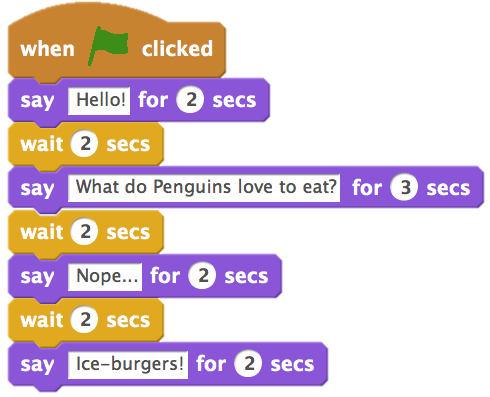 when clicked
say Hello! for 2 secs
wait 2 secs
say What do Penguins love to eat? for 3 secs
wait 2 secs
say Nope... for 2 secs
wait 2 secs
say Ice-burgers! for 2 secs